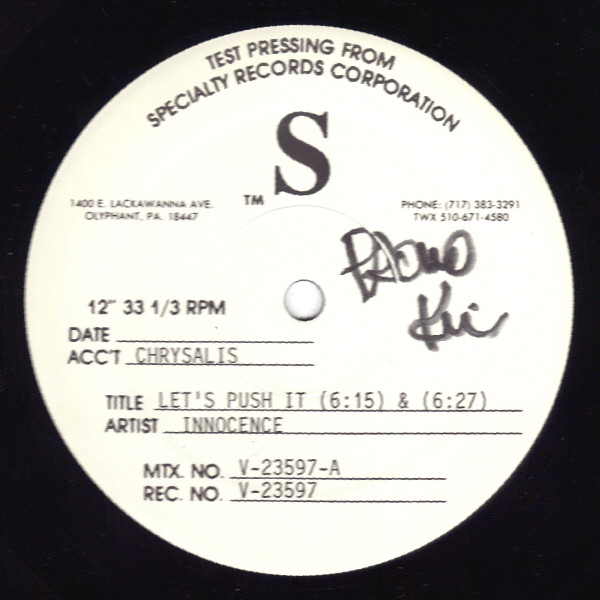 TEST PRESSING FROM
SPECIALTY RECORDS CORPORATION
S
TM
1400 E. LACKAWANNA AVE.
OLYPHANT, PA. 18447
PHONE: (717) 383-3291
TWX 510-671-4580
12" 33 1/3 RPM
DATE
ACC'T CHRYSALIS
TITLE LET'S PUSH IT (6:15) & (6:27)
ARTIST INNOCENCE
MTX. NO. V-23597-A
REC. NO. V-23597